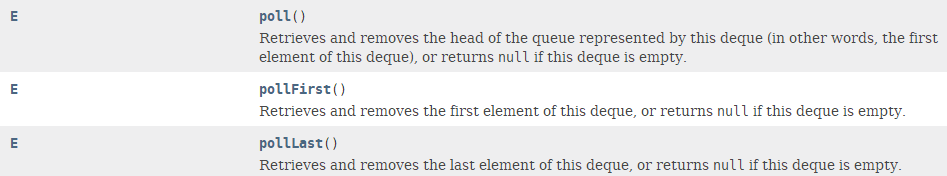 E poll()
Retrieves and removes the head of the queue represented by this deque (in other words, the first
element of this deque), or returns null if this deque is empty.
E pollFirst()
Retrieves and removes the first element of this deque, or returns null if this deque is empty.
E pollLast()
Retrieves and removes the last element of this deque, or returns null if this deque is empty.